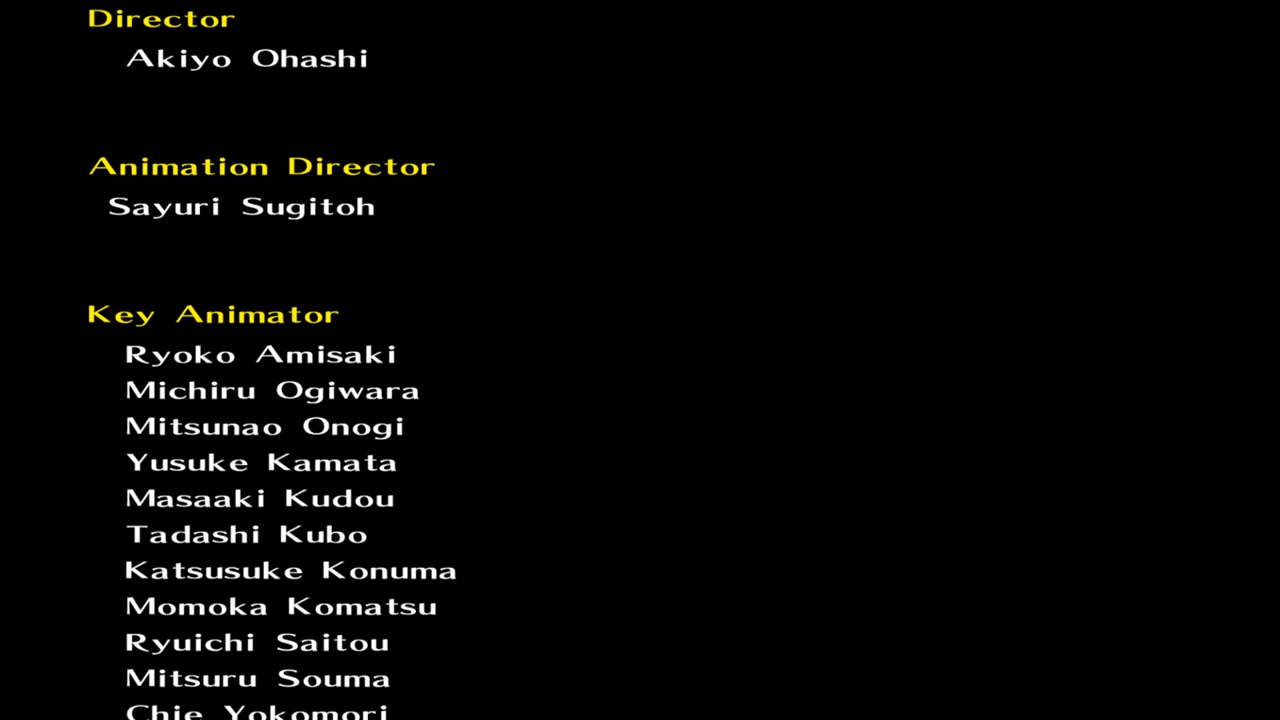 Director
Akiyo Ohashi
Animation Director
Sayuri Sugitoh
Key Animator
Ryoko Amisaki
Michiru Ogiwara
Mitsunao Onogi
Yusuke Kamata
Masaaki Kudou
Tadashi Kubo
Katsusuke Konuma
Momoka Komatsu
Ryuichi Saitou
Mitsuru Souma
Chie Yokomori